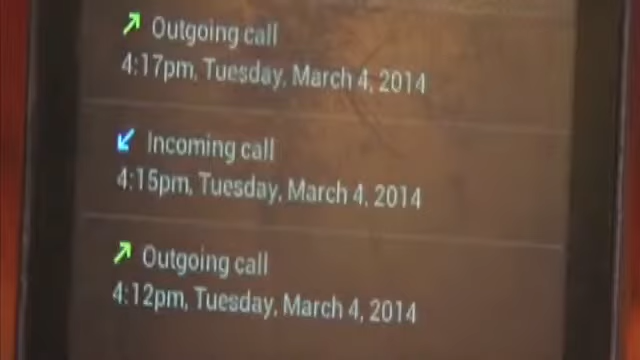 Outgoing call
4:17pm, Tuesday, March 4, 2014
Incoming call
4:15pm, Tuesday, March 4, 2014
Outgoing call
4:12pm, Tuesday, March 4, 2014